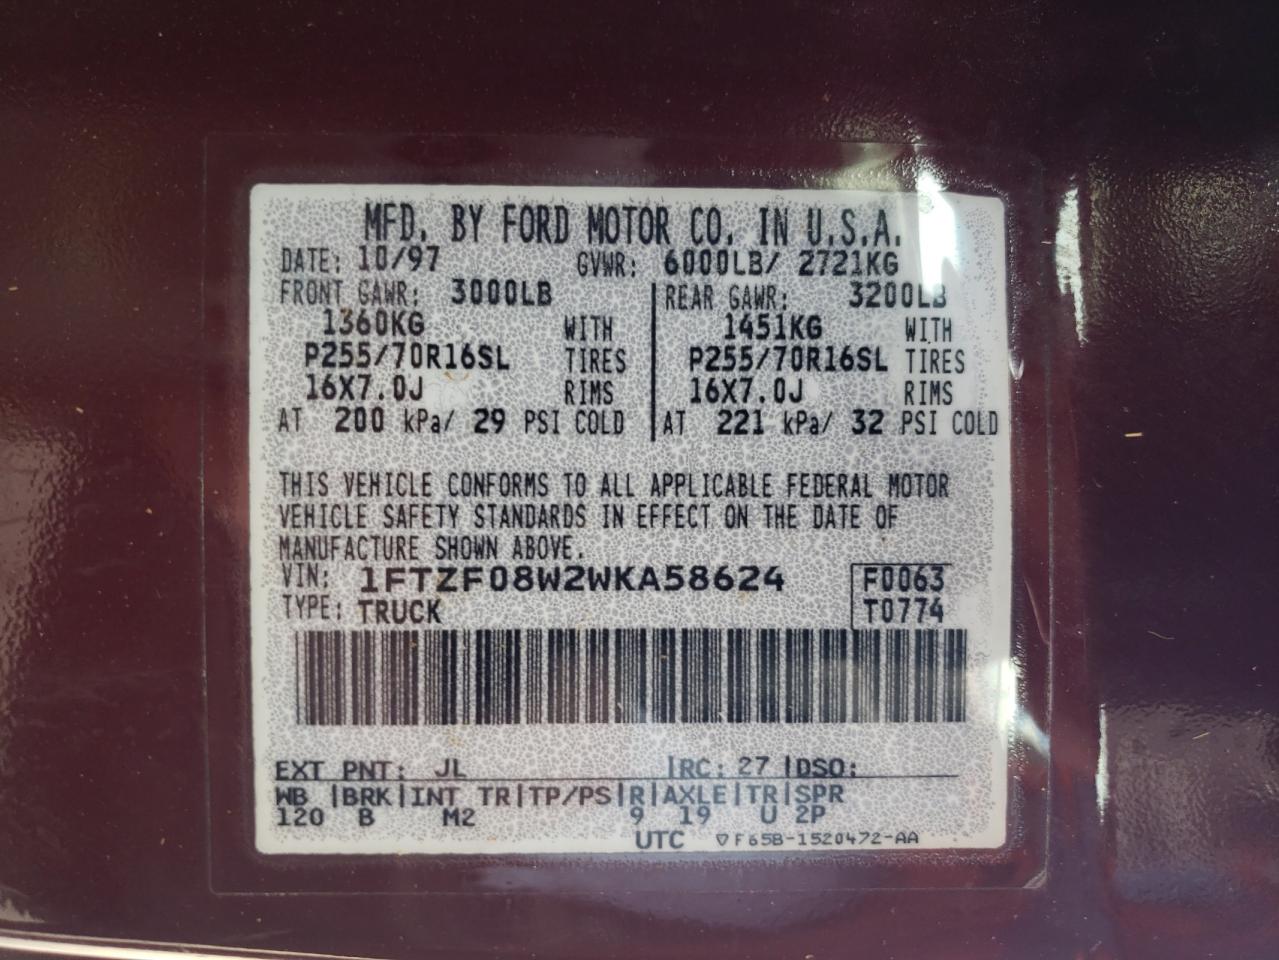 MFD. BY FORD MOTOR CO. IN U.S.A.
DATE: 10/97 GVWR: 6000LB/ 2721KG
FRONT GAWR: 3000LB REAR GAWR: 3200LB
1360KG WITH 1451KG WITH
P255/70R16SL TIRES P255/70R16SL TIRES
16X7.0J RIMS 16X7.0J RIMS
AT 200 kPa/ 29 PSI COLD AT 221 kPa/ 32 PSI COLD
THIS VEHICLE CONFORMS TO ALL APPLICABLE FEDERAL MOTOR
VEHICLE SAFETY STANDARDS IN EFFECT ON THE DATE OF
MANUFACTURE SHOWN ABOVE.
VIN: 1FTZF08W2WKA58624 F0063
TYPE: TRUCK T0774
EXT PNT: JL |RC: 27 |DSO:
WB |BRK|INT TR|TP/PS|R|AXLE|TR|SPR
120 B M2 9 19 U 2P
UTC ▽F65B-1520472-AA